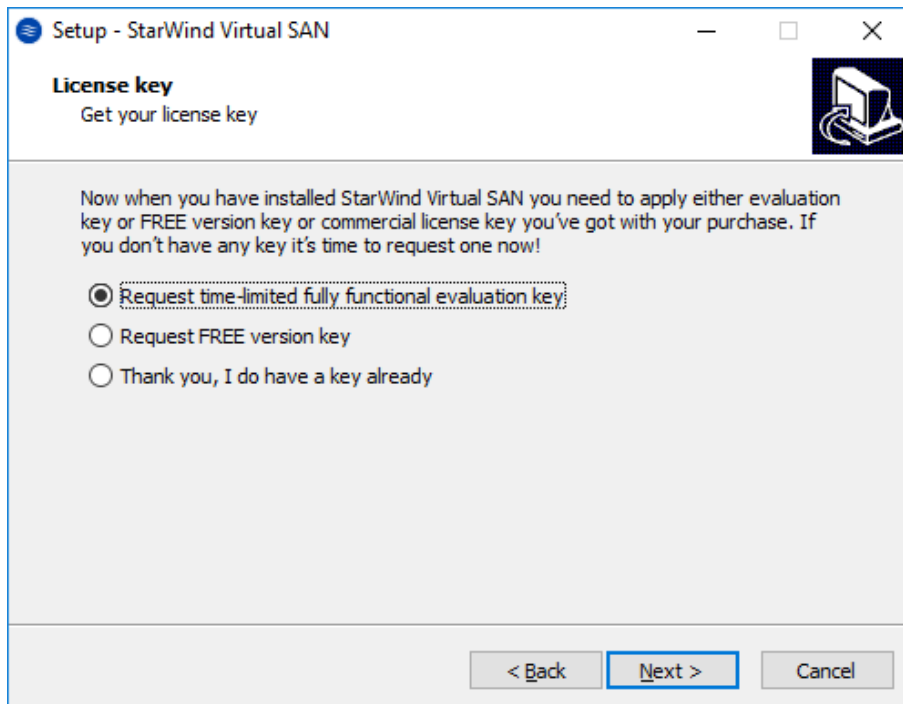 Setup - StarWind Virtual SAN
License key
Get your license key
Now when you have installed StarWind Virtual SAN you need to apply either evaluation
key or FREE version key or commercial license key you've got with your purchase. If
you don't have any key it's time to request one now!
Request time-limited fully functional evaluation key
Request FREE version key
Thank you, I do have a key already
< Back Next > Cancel